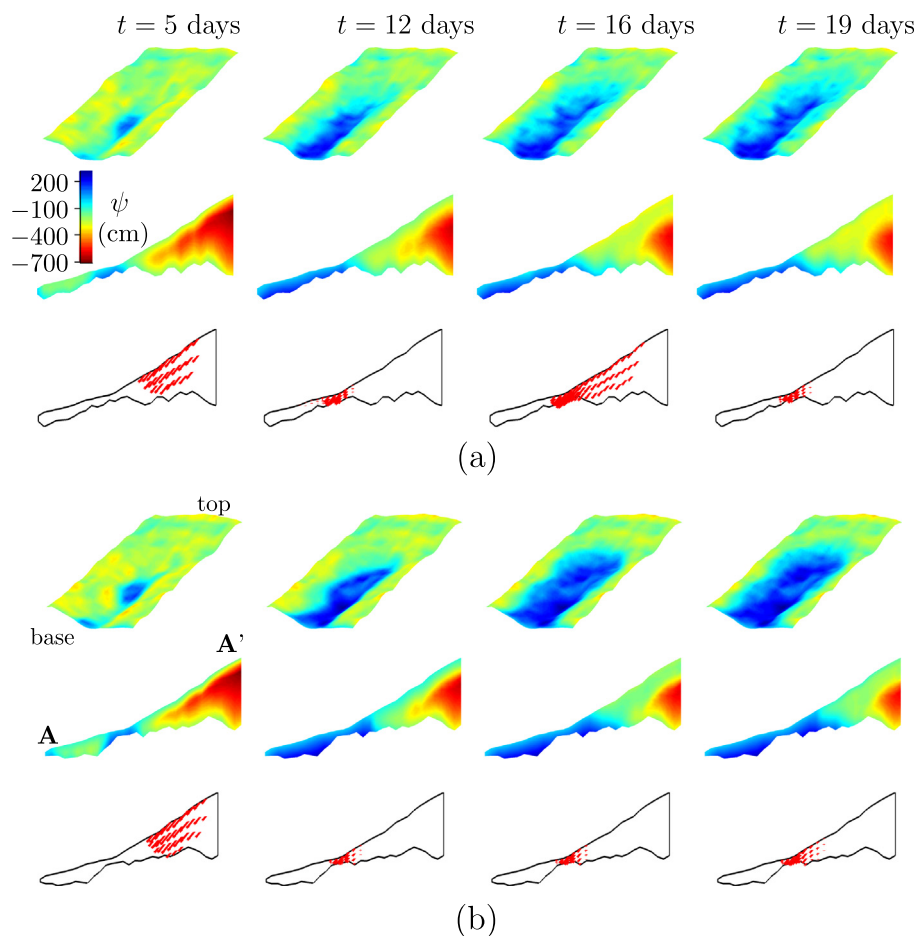 t = 5 days t = 12 days t = 16 days t = 19 days
200
−100
−400
−700
ψ
(cm)
(a)
top
base
A'
A
(b)